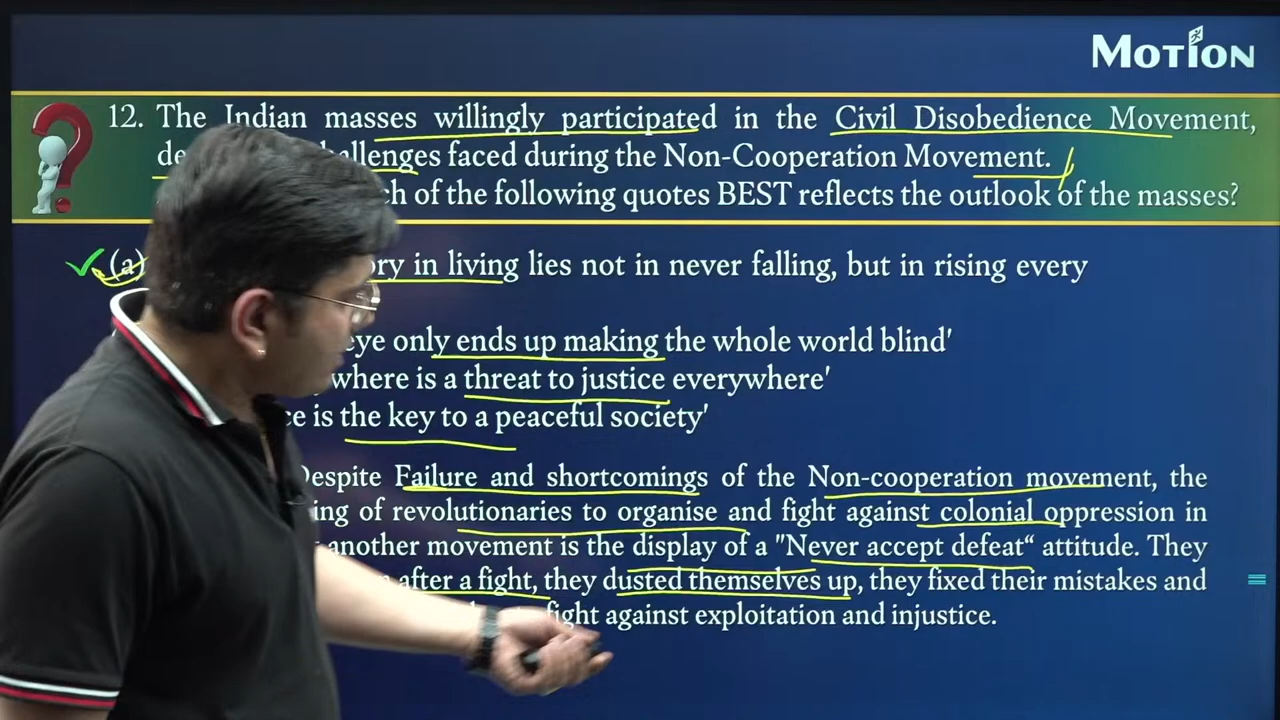 MOTION
12. The Indian masses willingly participated in the Civil Disobedience Movement,
challenges faced during the Non-Cooperation Movement.
of the following quotes BEST reflects the outlook of the masses?
(a) in living lies not in never falling, but in rising every
eye only ends up making the whole world blind'
where is a threat to justice everywhere'
is the key to a peaceful society'
Despite Failure and shortcomings of the Non-cooperation movement, the
of revolutionaries to organise and fight against colonial oppression in
another movement is the display of a "Never accept defeat“ attitude. They
after a fight, they dusted themselves up, they fixed their mistakes and
fight against exploitation and injustice.